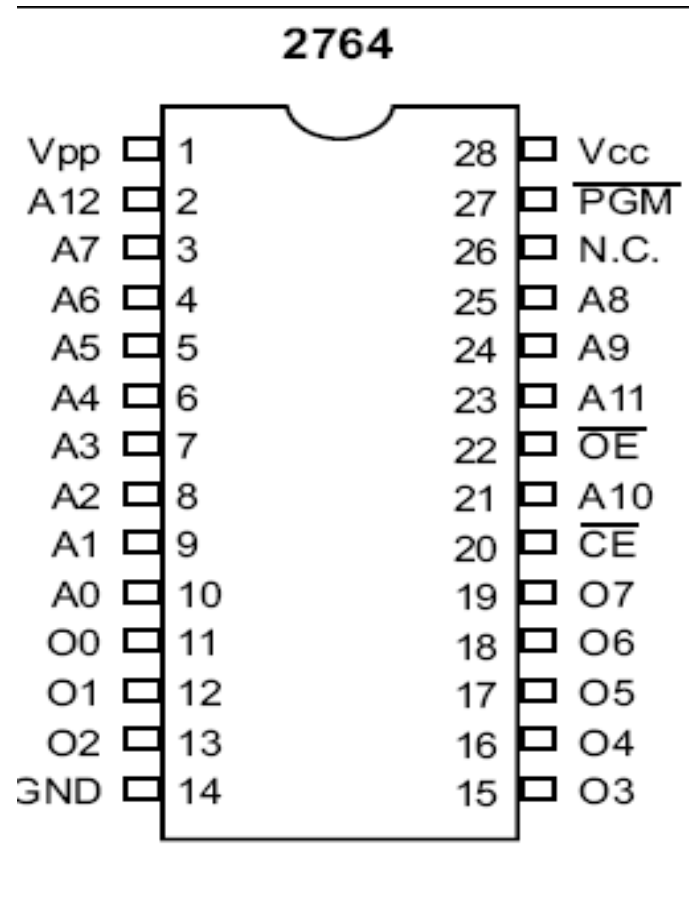 2764
Vpp 1 28 Vcc
A12 2 27 PGM
A7 3 26 N.C.
A6 4 25 A8
A5 5 24 A9
A4 6 23 A11
A3 7 22 OE
A2 8 21 A10
A1 9 20 CE
A0 10 19 O7
O0 11 18 O6
O1 12 17 O5
O2 13 16 O4
GND 14 15 O3